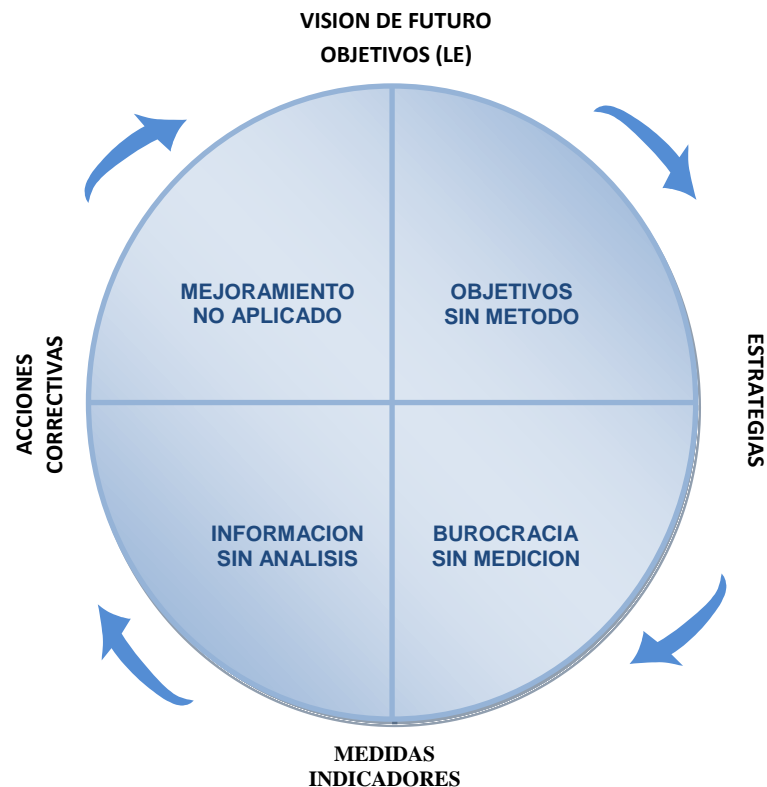 VISION DE FUTURO
OBJETIVOS (LE)
MEJORAMIENTO
NO APLICADO
OBJETIVOS
SIN METODO
ACCIONES
CORRECTIVAS
ESTRATEGIAS
INFORMACION
SIN ANALISIS
BUROCRACIA
SIN MEDICION
MEDIDAS
INDICADORES